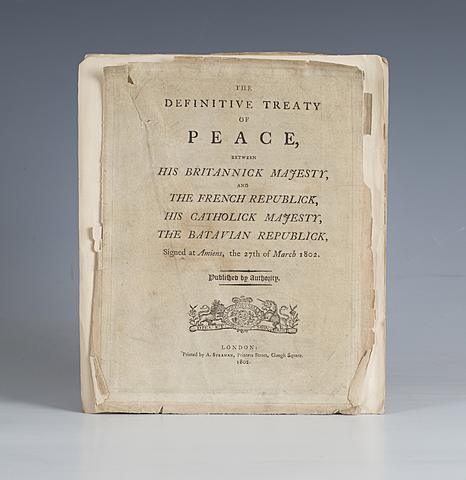 THE
DEFINITIVE TREATY
OF
PEACE,
BETWEEN
HIS BRITANNICK MAJESTY,
AND
THE FRENCH REPUBLICK,
HIS CATHOLICK MAJESTY,
THE BATAVIAN REPUBLICK,
Signed at Amiens, the 27th of March 1802.
Published by Authority.
LONDON:
Printed by A. STRAHAN, Printers Street, Gough Square.
1802.